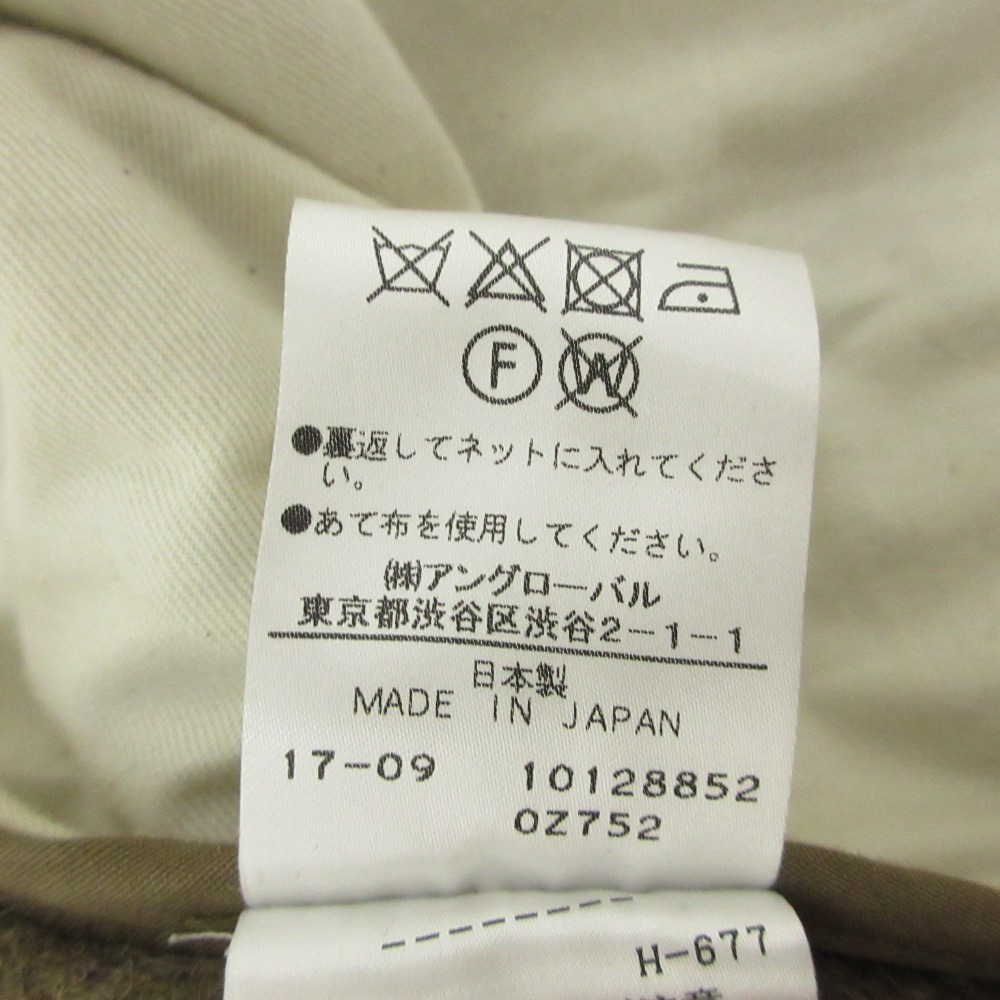 F W
●裏返してネットに入れてくださ
い。
●あて布を使用してください。
㈱アングローバル
東京都渋谷区渋谷2-1-1
日本製
MADE IN JAPAN
17-09 10128852
0Z752
H-677